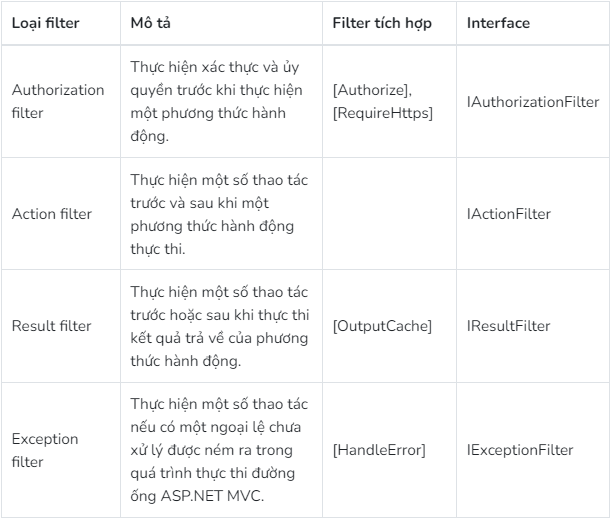 Loại filter
Mô tả
Filter tích hợp
Interface
Authorization
filter
Thực hiện xác thực và ủy
quyền trước khi thực hiện
một phương thức hành
động.
[Authorize],
[RequireHttps]
IAuthorizationFilter
Action filter
Thực hiện một số thao tác
trước và sau khi một
phương thức hành động
thực thi.
IActionFilter
Result filter
Thực hiện một số thao tác
trước hoặc sau khi thực thi
kết quả trả về của phương
thức hành động.
[OutputCache]
IResultFilter
Exception
filter
Thực hiện một số thao tác
nếu có một ngoại lệ chưa
xử lý được ném ra trong
quá trình thực thi đường
ống ASP.NET MVC.
[HandleError]
IExceptionFilter